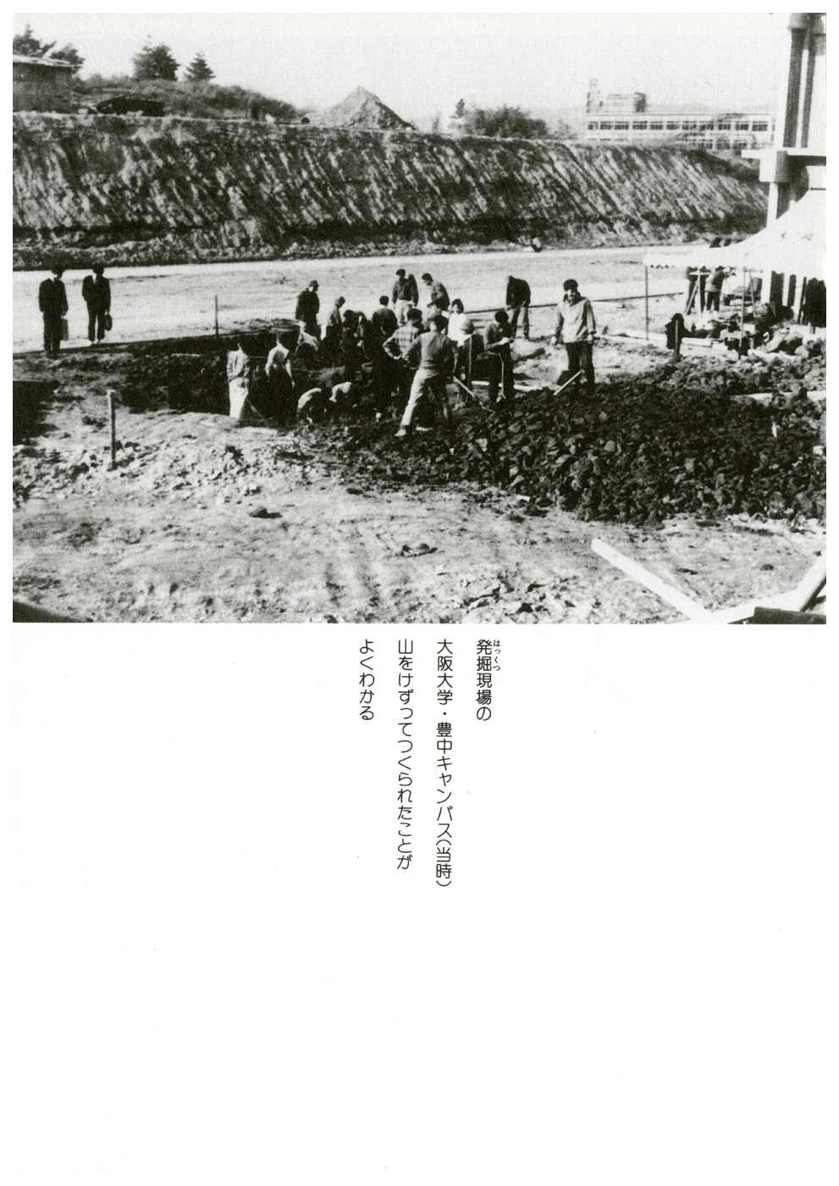 発掘現場の
はっくつ
大阪大学・豊中キャンパス(当時)
山をけずってつくられたことが
よくわかる